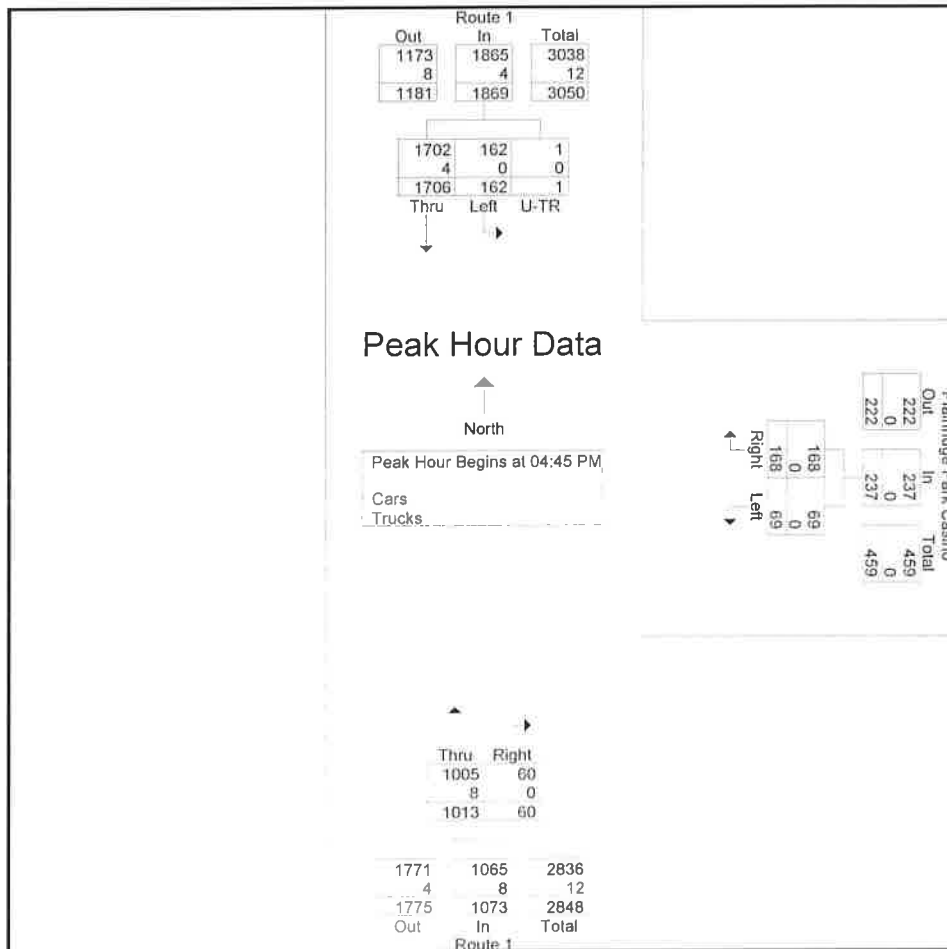 Route 1
Out In Total
1173 1865 3038
8 4 12
1181 1869 3050
1702 162 1
4 0 0
1706 162 1
Thru Left U-TR
Peak Hour Data
North
Peak Hour Begins at 04:45 PM
Cars
Trucks
Park Casino
Out In Total
222 237 459
0 0 0
222 237 459
168 69
0 0
168 69
Right Left
Thru Right
1005 60
8 0
1013 60
1771 1065 2836
4 8 12
1775 1073 2848
Out In Total
Route 1